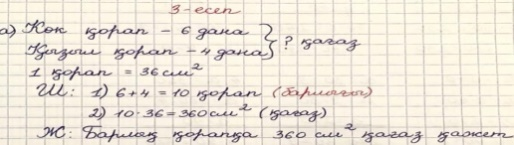 3-есеп
а) Көк қорап – 6 дана } ? қағаз
Қызыл қорап – 4 дана
1 қорап = 36 см²
Ш: 1) 6+4 = 10 қорап (барлығы)
2) 10·36 = 360 см² (қағаз)
Ж: Барлық қорапқа 360 см² қағаз қажет